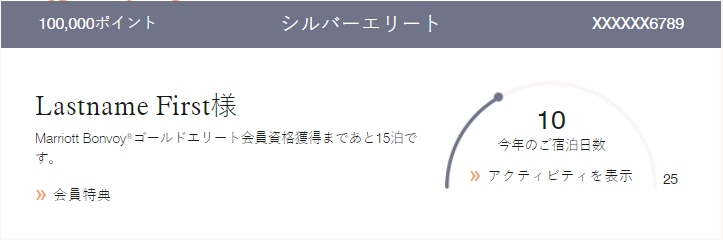 100,000ポイント
シルバーエリート
XXXXXX6789
Lastname First様
Marriott Bonvoy®ゴールドエリート会員資格獲得まであと15泊で
す。
» 会員特典
10
今年のご宿泊日数
» アクティビティを表示
25